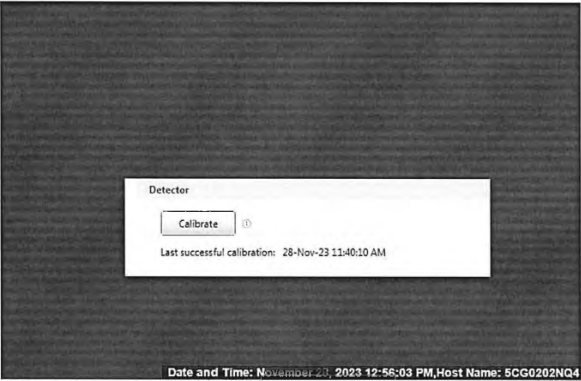 Detector
Calibrate
Last successful calibration: 28-Nov-23 11:40:10 AM
Date and Time: November 28, 2023 12:56:03 PM,Host Name: 5CG0202NQ4